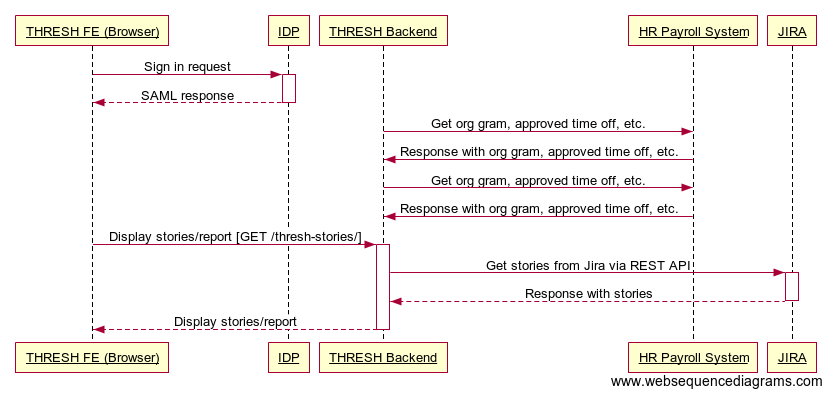 THRESH FE (Browser) IDP THRESH Backend HR Payroll System JIRA
Sign in request
SAML response
Get org gram, approved time off, etc.
Response with org gram, approved time off, etc.
Get org gram, approved time off, etc.
Response with org gram, approved time off, etc.
Display stories/report [GET /thresh-stories/]
Get stories from Jira via REST API
Response with stories
Display stories/report
THRESH FE (Browser) IDP THRESH Backend HR Payroll System JIRA
www.websequencediagrams.com